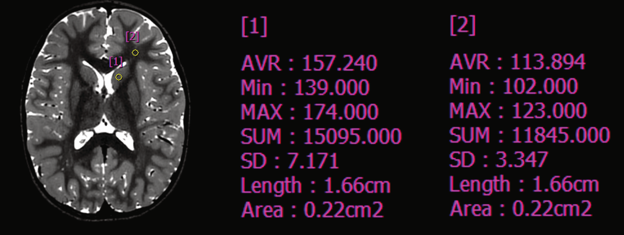 [2]
[1]
[1]
AVR : 157.240
Min : 139.000
MAX : 174.000
SUM : 15095.000
SD : 7.171
Length : 1.66cm
Area : 0.22cm2
[2]
AVR : 113.894
Min : 102.000
MAX : 123.000
SUM : 11845.000
SD : 3.347
Length : 1.66cm
Area : 0.22cm2